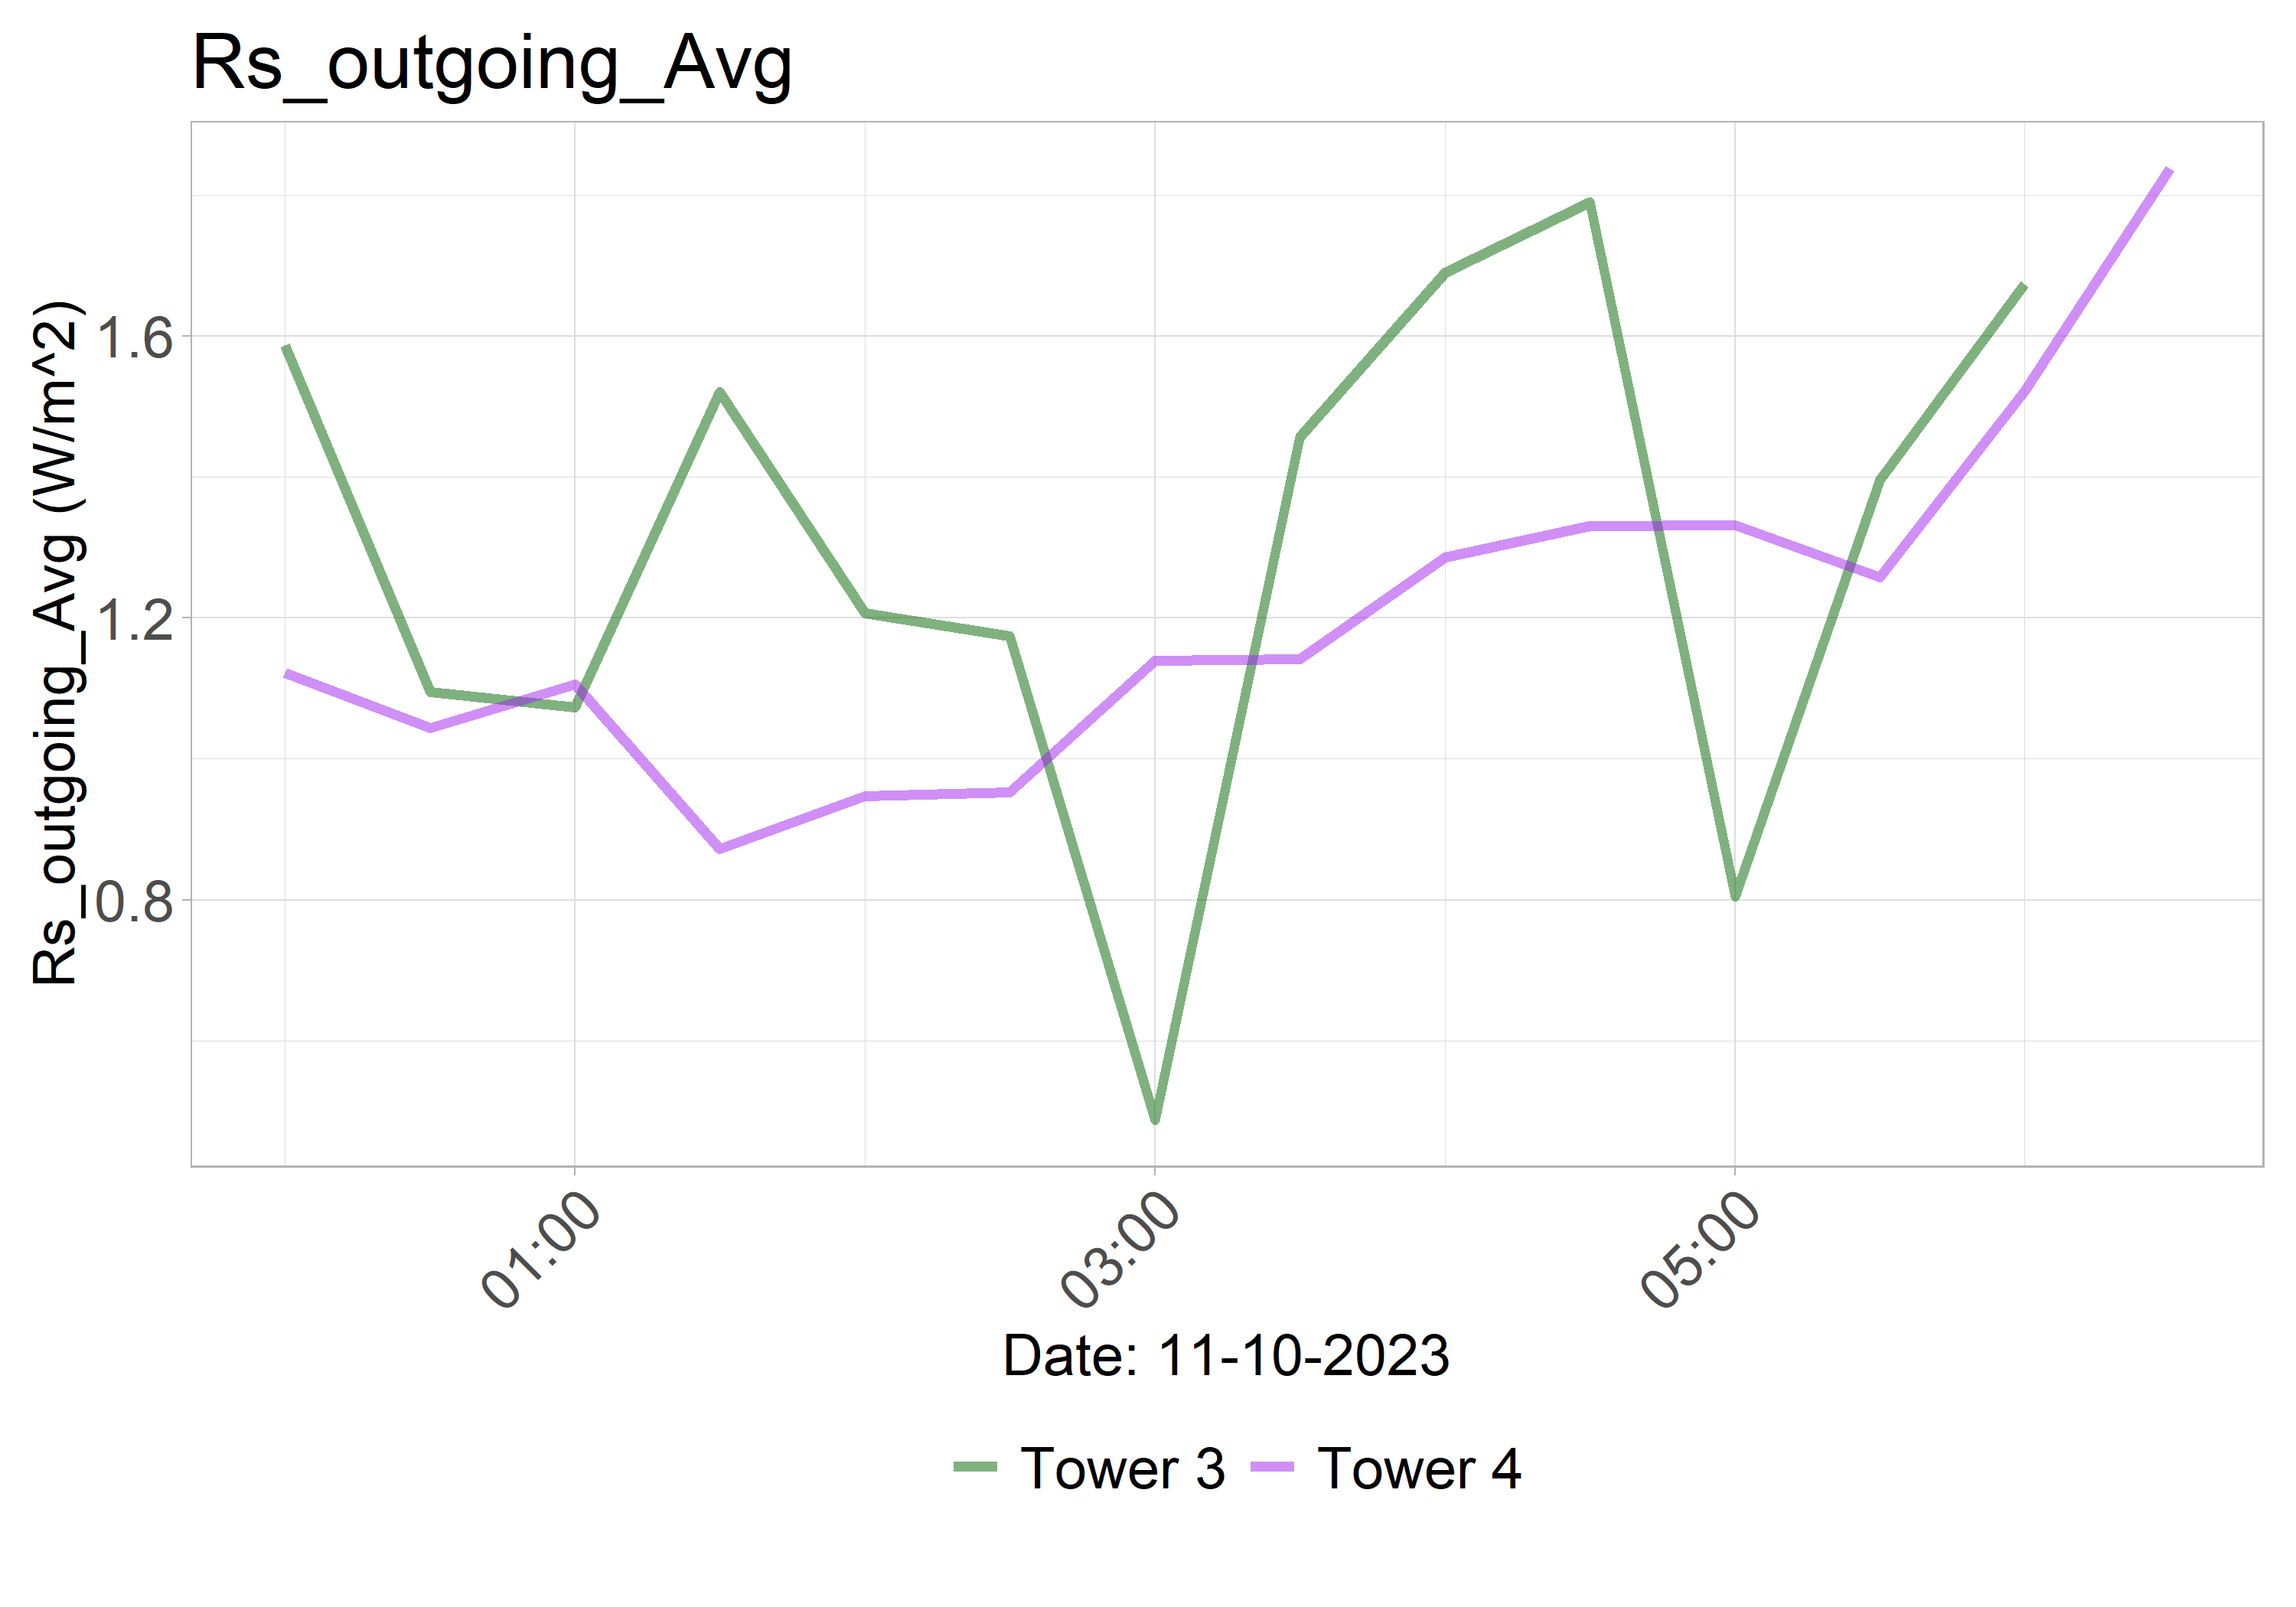 Rs_outgoing_Avg
Rs_outgoing_Avg (W/m^2)
1.6
1.2
0.8
01:00
03:00
05:00
Date: 11-10-2023
Tower 3
Tower 4